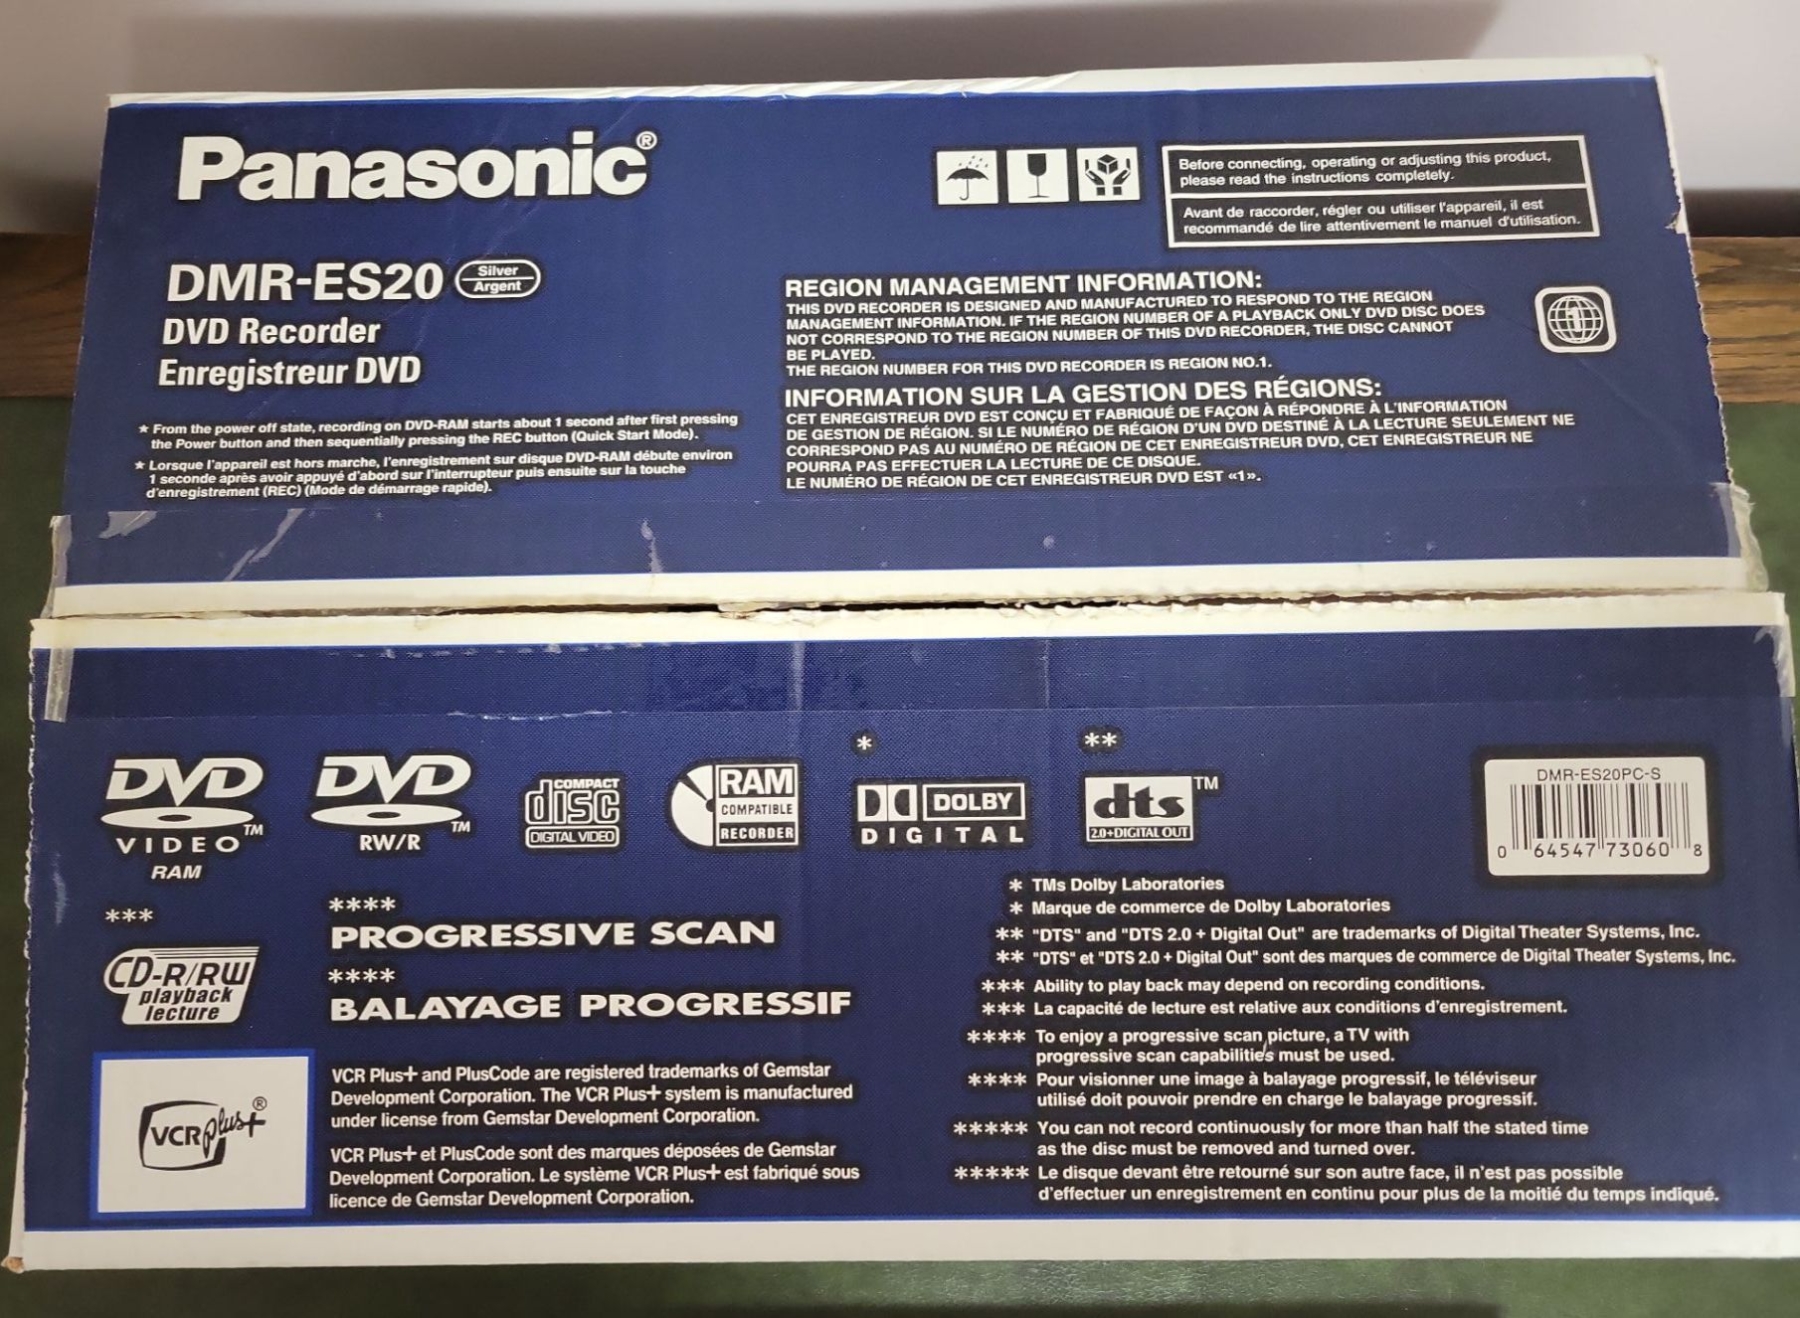 Panasonic®
Before connecting, operating or adjusting this product,
please read the instructions completely.
Avant de raccorder, régler ou utiliser l'appareil, il est
recommandé de lire attentivement le manuel d'utilisation.
DMR-ES20 Silver Argent
DVD Recorder
Enregistreur DVD
★ From the power off state, recording on DVD-RAM starts about 1 second after first pressing
the Power button and then sequentially pressing the REC button (Quick Start Mode).
★ Lorsque l'appareil est hors marche, l'enregistrement sur disque DVD-RAM débute environ
1 seconde après avoir appuyé d'abord sur l'interrupteur puis ensuite sur la touche
d'enregistrement (REC) (Mode de démarrage rapide).
REGION MANAGEMENT INFORMATION:
THIS DVD RECORDER IS DESIGNED AND MANUFACTURED TO RESPOND TO THE REGION
MANAGEMENT INFORMATION. IF THE REGION NUMBER OF A PLAYBACK ONLY DVD DISC DOES
NOT CORRESPOND TO THE REGION NUMBER OF THIS DVD RECORDER, THE DISC CANNOT
BE PLAYED.
THE REGION NUMBER FOR THIS DVD RECORDER IS REGION NO.1.
1
INFORMATION SUR LA GESTION DES RÉGIONS:
CET ENREGISTREUR DVD EST CONÇU ET FABRIQUÉ DE FAÇON À RÉPONDRE À L'INFORMATION
DE GESTION DE RÉGION. SI LE NUMÉRO DE RÉGION D'UN DVD DESTINÉ À LA LECTURE SEULEMENT NE
CORRESPOND PAS AU NUMÉRO DE RÉGION DE CET ENREGISTREUR DVD, CET ENREGISTREUR NE
POURRA PAS EFFECTUER LA LECTURE DE CE DISQUE.
LE NUMÉRO DE RÉGION DE CET ENREGISTREUR DVD EST «1».
DVD
VIDEO™
RAM
DVD™
RW/R
COMPACT
disc
DIGITAL VIDEO
RAM
COMPATIBLE
RECORDER
*
DOLBY
DIGITAL
**
dts™
2.0+DIGITAL OUT
DMR-ES20PC-S
0 64547 73060 8
***
CD-R/RW
playback
lecture
****
PROGRESSIVE SCAN
****
BALAYAGE PROGRESSIF
VCR plus+®
VCR Plus+ and PlusCode are registered trademarks of Gemstar
Development Corporation. The VCR Plus+ system is manufactured
under license from Gemstar Development Corporation.
VCR Plus+ et PlusCode sont des marques déposées de Gemstar
Development Corporation. Le système VCR Plus+ est fabriqué sous
licence de Gemstar Development Corporation.
* TMs Dolby Laboratories
* Marque de commerce de Dolby Laboratories
** "DTS" and "DTS 2.0 + Digital Out" are trademarks of Digital Theater Systems, Inc.
** "DTS" et "DTS 2.0 + Digital Out" sont des marques de commerce de Digital Theater Systems, Inc.
*** Ability to play back may depend on recording conditions.
*** La capacité de lecture est relative aux conditions d'enregistrement.
**** To enjoy a progressive scan picture, a TV with
progressive scan capabilities must be used.
**** Pour visionner une image à balayage progressif, le téléviseur
utilisé doit pouvoir prendre en charge le balayage progressif.
***** You can not record continuously for more than half the stated time
as the disc must be removed and turned over.
***** Le disque devant être retourné sur son autre face, il n'est pas possible
d'effectuer un enregistrement en continu pour plus de la moitié du temps indiqué.